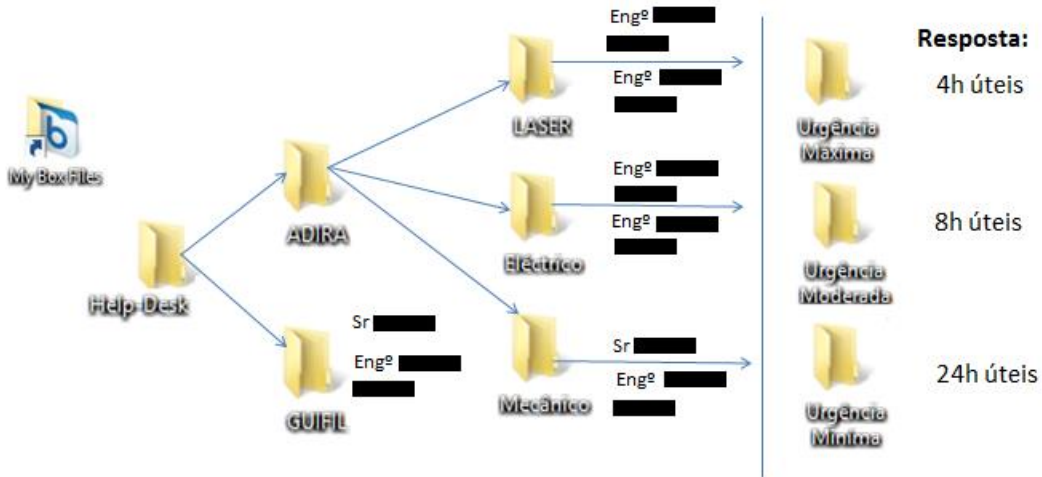 My Box Files
Help-Desk
ADIRA
GUIFIL
Sr
Engº
LASER
Eléctrico
Mecânico
Engº
Engº
Engº
Engº
Sr
Engº
Resposta:
Urgência
Máxima
4h úteis
Urgência
Moderada
8h úteis
Urgência
Mínima
24h úteis